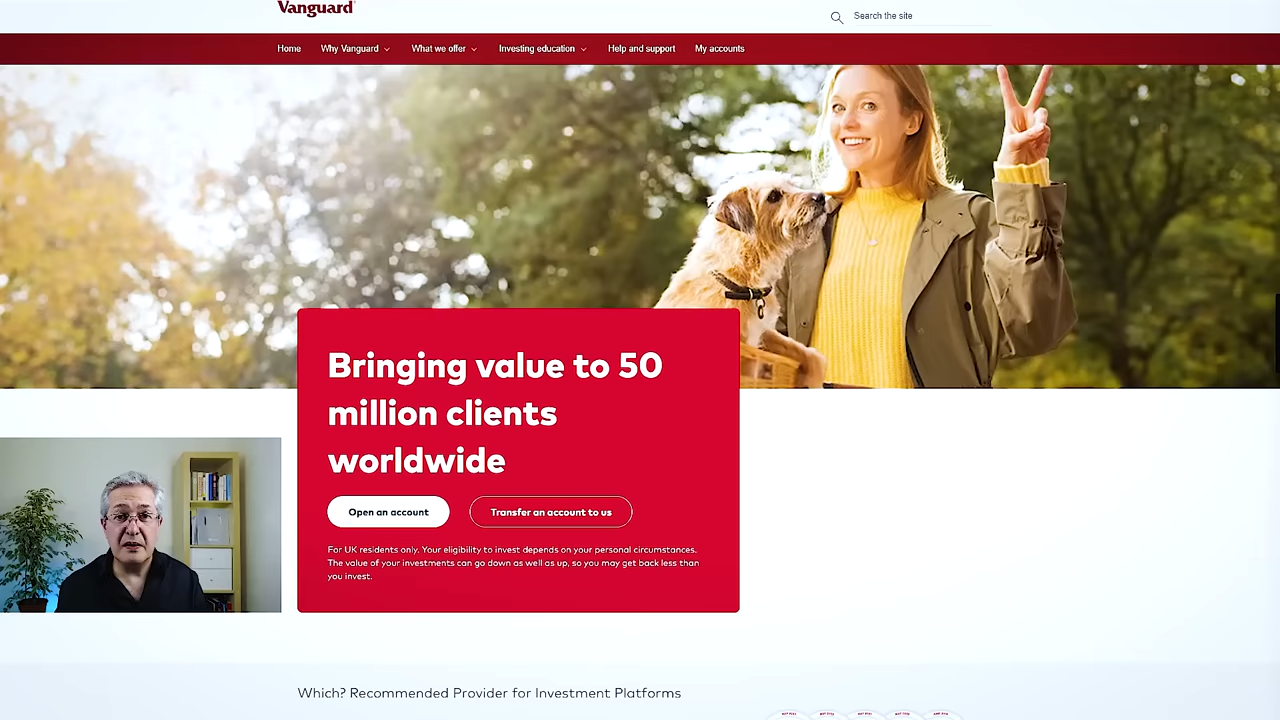 Vanguard
Search the site
Home Why Vanguard What we offer Investing education Help and support My accounts
Bringing value to 50
million clients
worldwide
Open an account Transfer an account to us
For UK residents only. Your eligibility to invest depends on your personal circumstances.
The value of your investments can go down as well as up, so you may get back less than
you invest.
Which? Recommended Provider for Investment Platforms